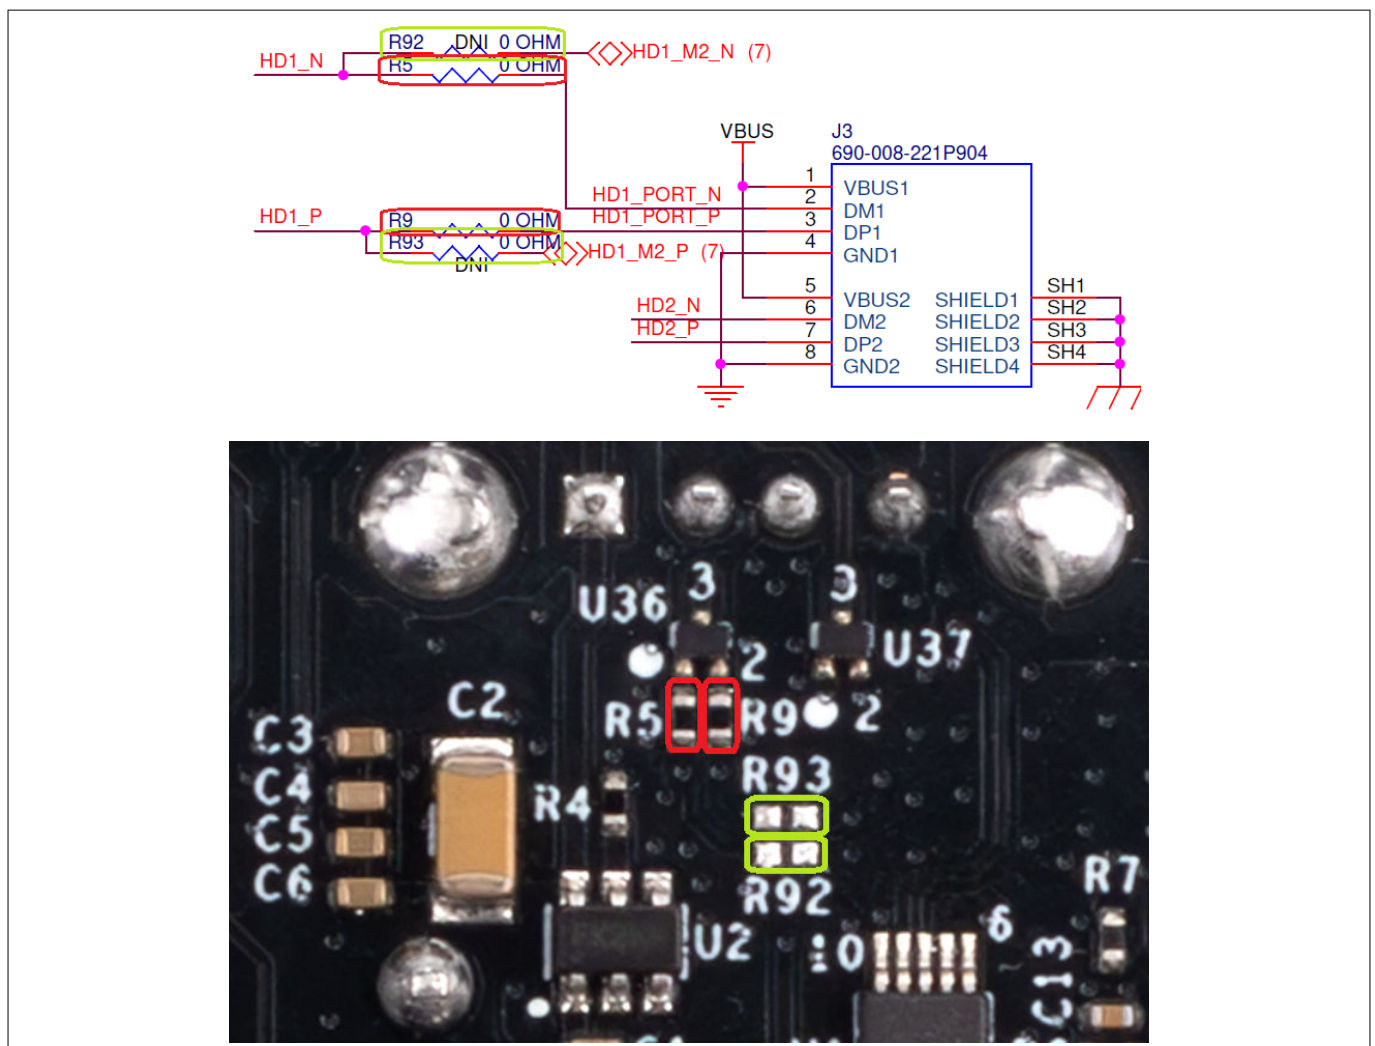 R92 DNI 0 OHM
HD1_M2_N (7)
HD1_N
R5 0 OHM
VBUS
J3
690-008-221P904
1 VBUS1
HD1_PORT_N 2 DM1
HD1_P R9 0 OHM HD1_PORT_P 3 DP1
R93 0 OHM HD1_M2_P (7) 4 GND1
DNI
5 VBUS2 SHIELD1 SH1
HD2_N 6 DM2 SHIELD2 SH2
HD2_P 7 DP2 SHIELD3 SH3
8 GND2 SHIELD4 SH4
3 3
U36
U37
2
R5 R9 2
C2
C3
R93
C4
R4
C5
C6
R92
R7
U2
0 6
C13